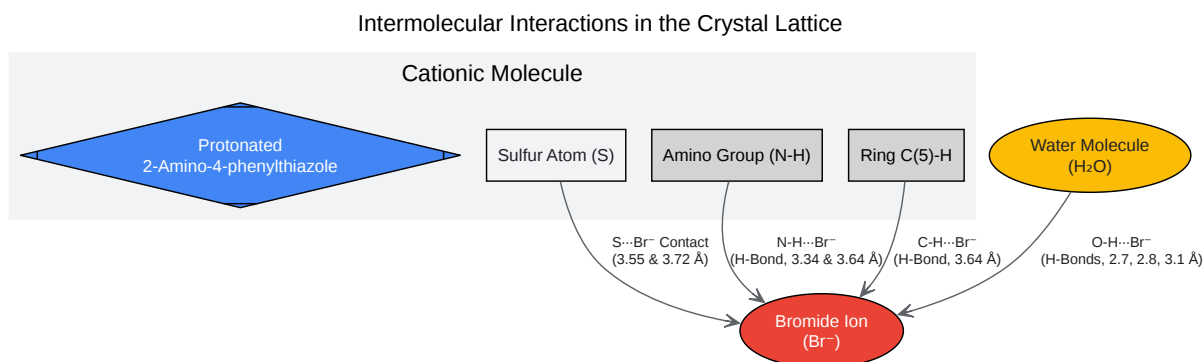 Intermolecular Interactions in the Crystal Lattice
Cationic Molecule
Protonated
2-Amino-4-phenylthiazole
Sulfur Atom (S)
Amino Group (N-H)
Ring C(5)-H
Water Molecule
(H₂O)
S···Br⁻ Contact
(3.55 & 3.72 Å)
N-H···Br⁻
(H-Bond, 3.34 & 3.64 Å)
C-H···Br⁻
(H-Bond, 3.64 Å)
O-H···Br⁻
(H-Bonds, 2.7, 2.8, 3.1 Å)
Bromide Ion
(Br⁻)